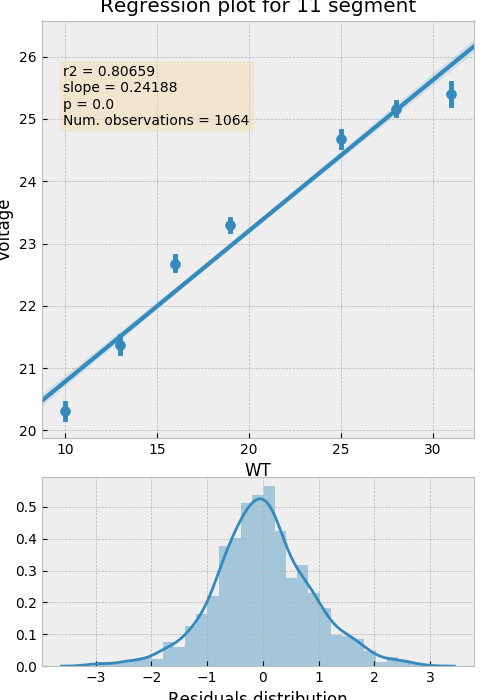 Regression plot for 11 segment
r2 = 0.80659
slope = 0.24188
p = 0.0
Num. observations = 1064
Voltage
26
25
24
23
22
21
20
10 15 20 25 30
WT
0.5
0.4
0.3
0.2
0.1
0.0
−3 −2 −1 0 1 2 3
Residuals distribution